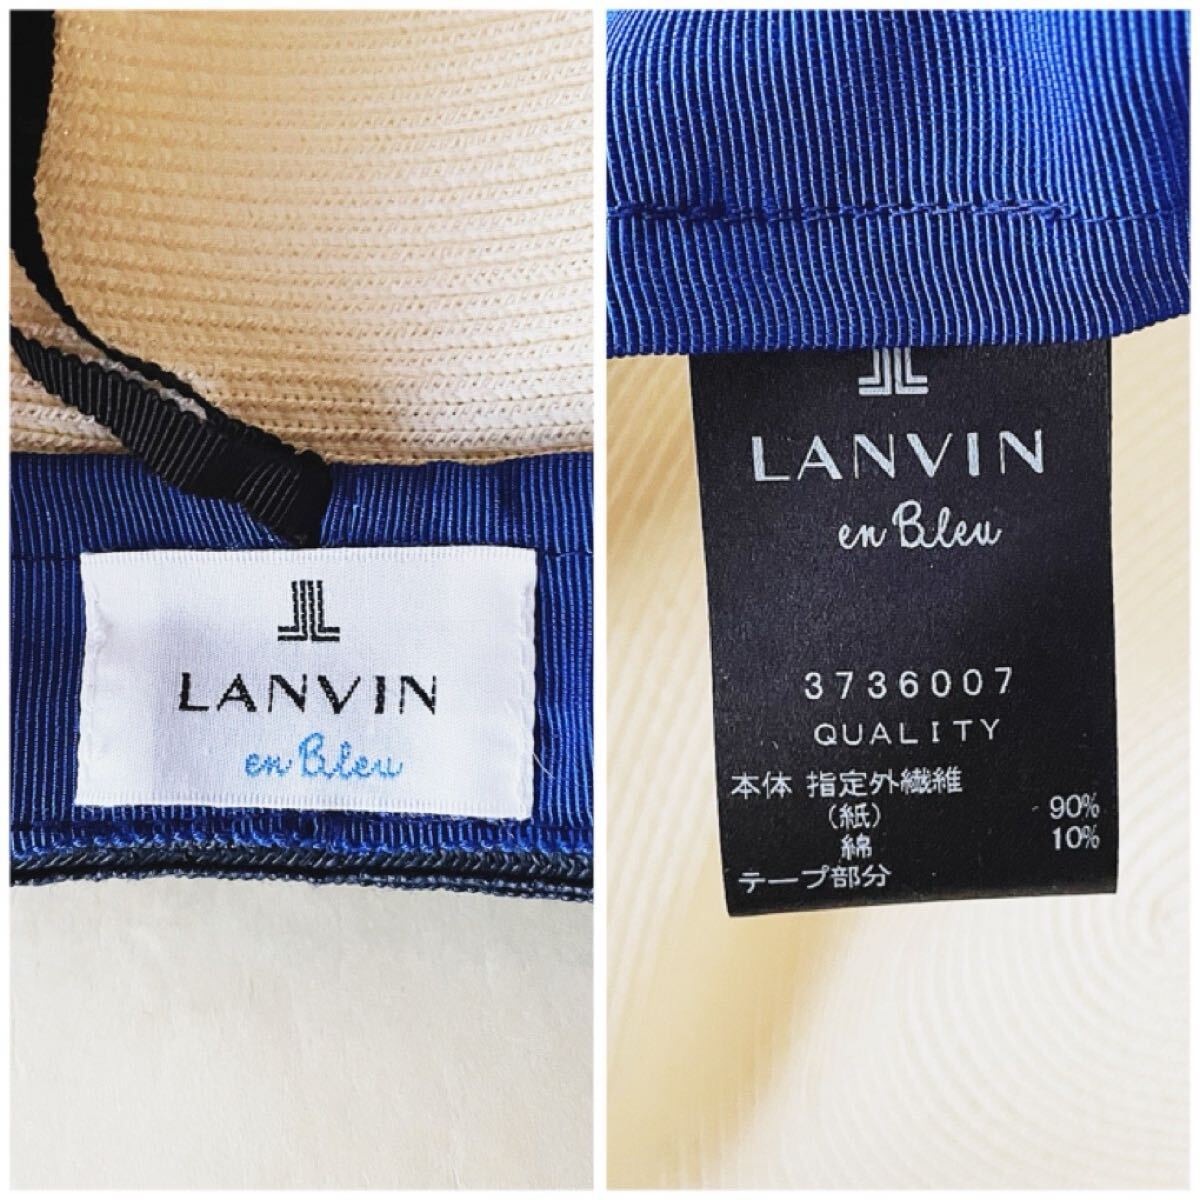 LANVIN
en Bleu
LANVIN
en Bleu
3736007
QUALITY
本体 指定外繊維
(紙) 90%
綿 10%
テープ部分